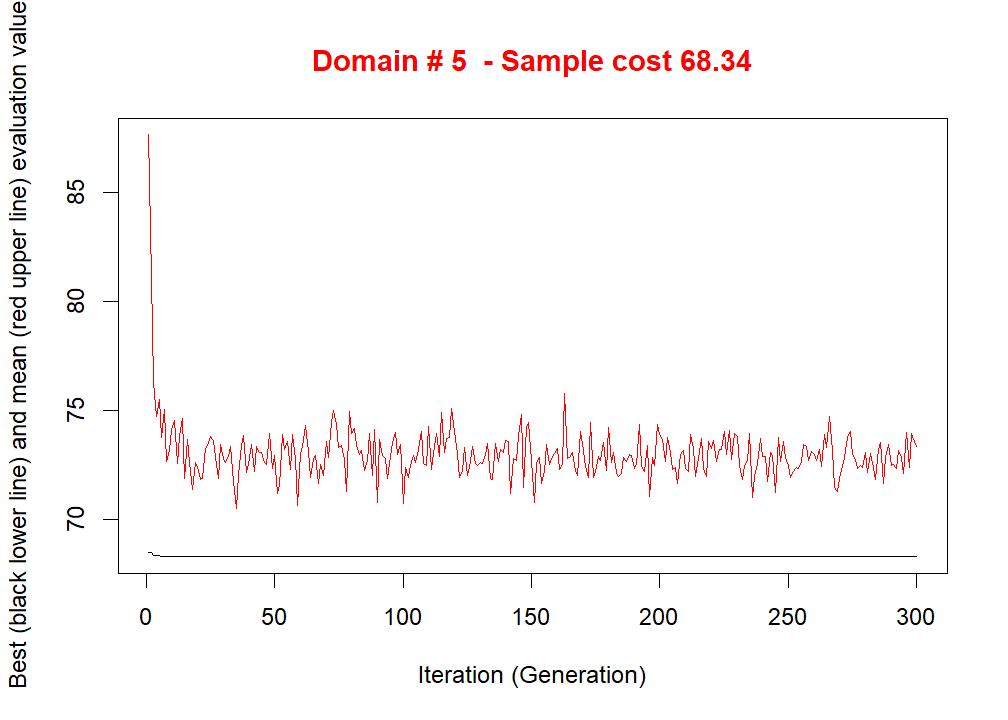 Domain # 5  - Sample cost 68.34
Best (black lower line) and mean (red upper line) evaluation value
85
80
75
70
0 50 100 150 200 250 300
Iteration (Generation)